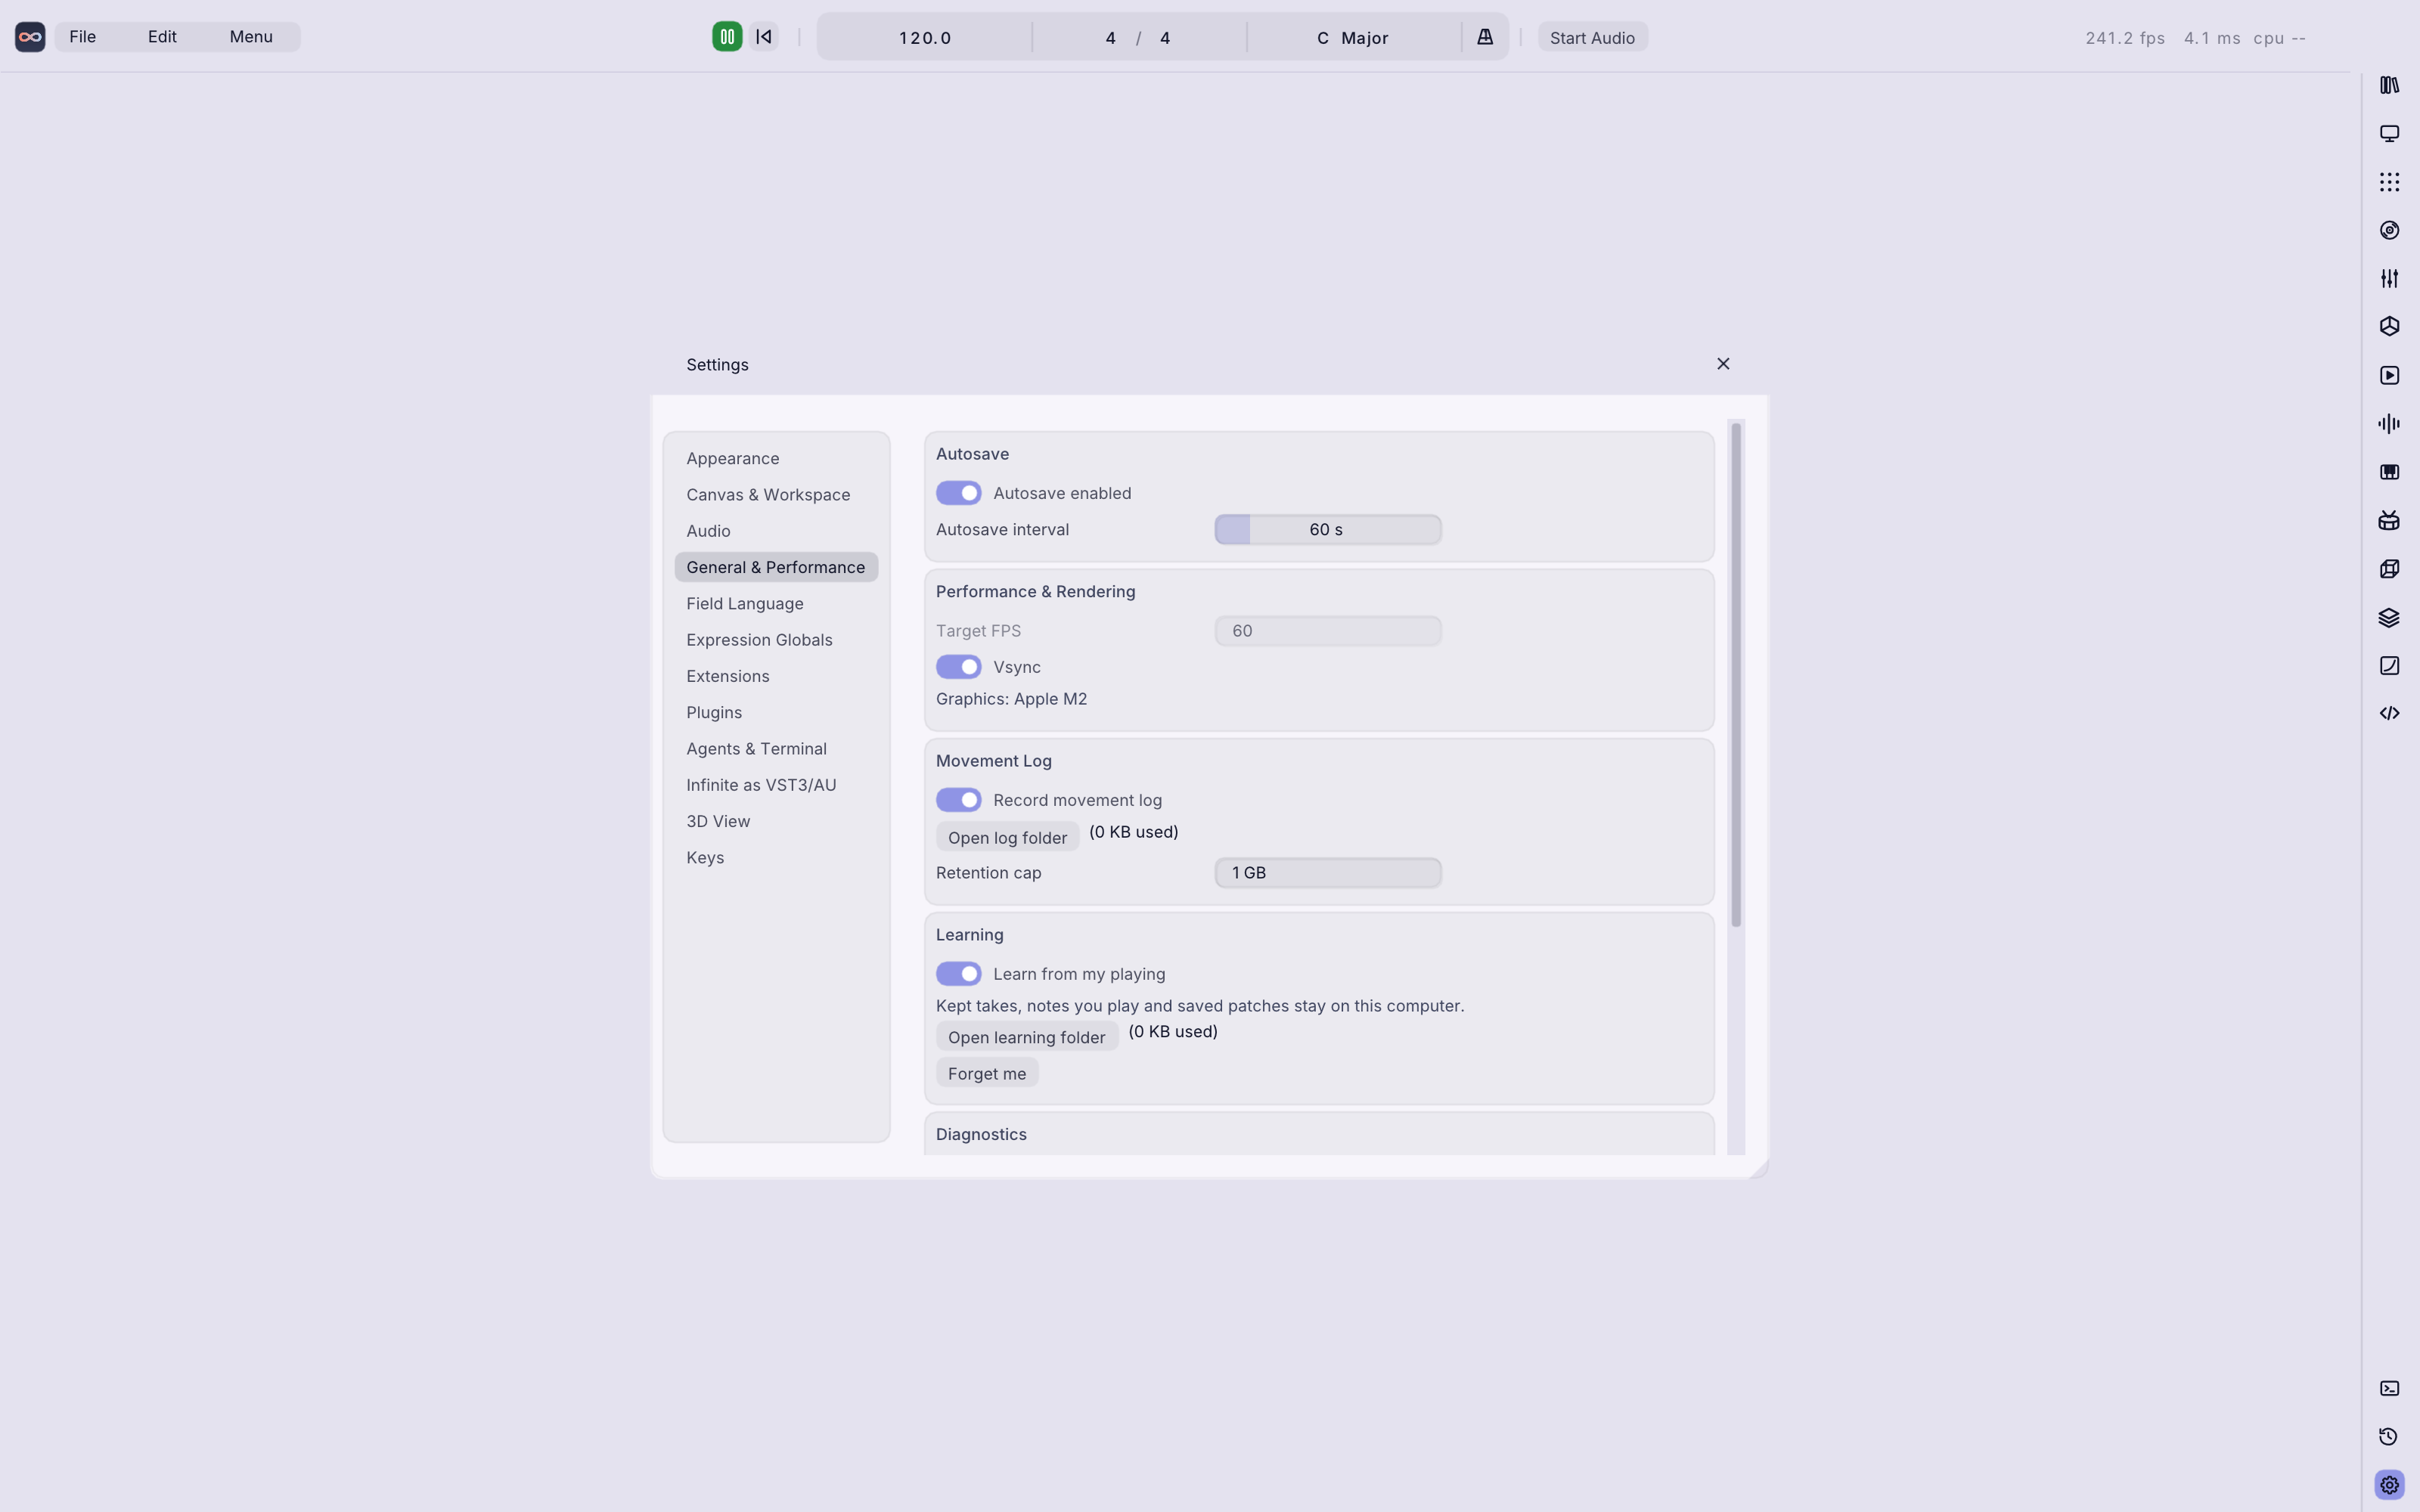 File Edit Menu 120.0 4 / 4 C Major Start Audio 241.2 fps 4.1 ms cpu --
Settings
Appearance
Canvas & Workspace
Audio
General & Performance
Field Language
Expression Globals
Extensions
Plugins
Agents & Terminal
Infinite as VST3/AU
3D View
Keys
Autosave
Autosave enabled
Autosave interval 60 s
Performance & Rendering
Target FPS 60
Vsync
Graphics: Apple M2
Movement Log
Record movement log
Open log folder (0 KB used)
Retention cap 1 GB
Learning
Learn from my playing
Kept takes, notes you play and saved patches stay on this computer.
Open learning folder (0 KB used)
Forget me
Diagnostics